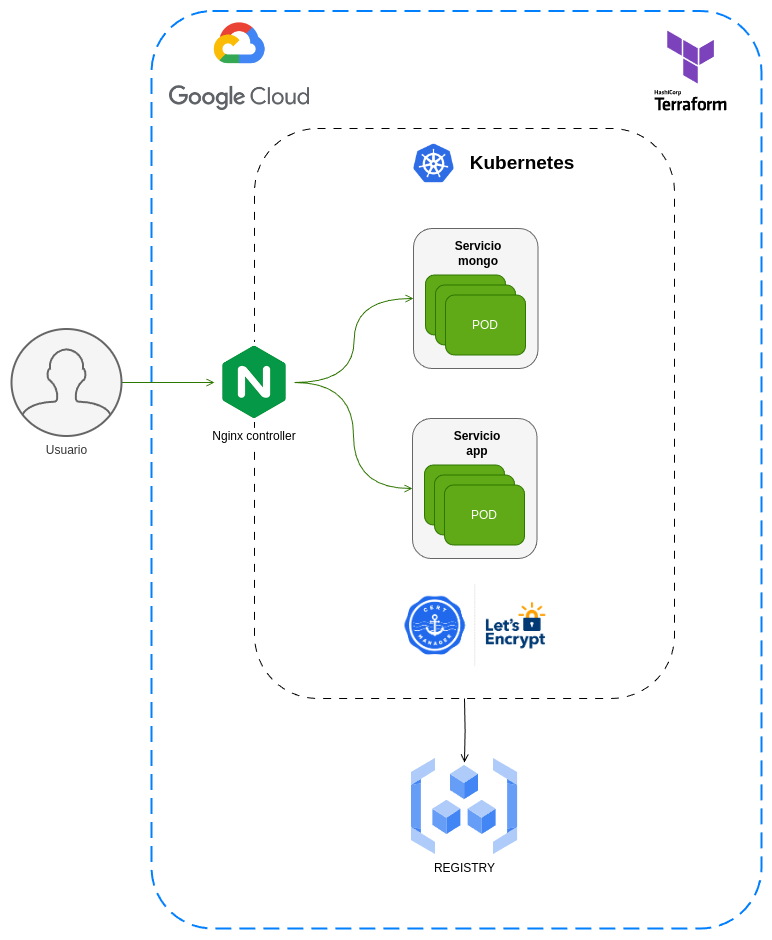 Google Cloud
HashiCorp
Terraform
Kubernetes
Servicio
mongo
POD
Usuario
Nginx controller
Servicio
app
POD
CERT
MANAGER
Let's
Encrypt
REGISTRY